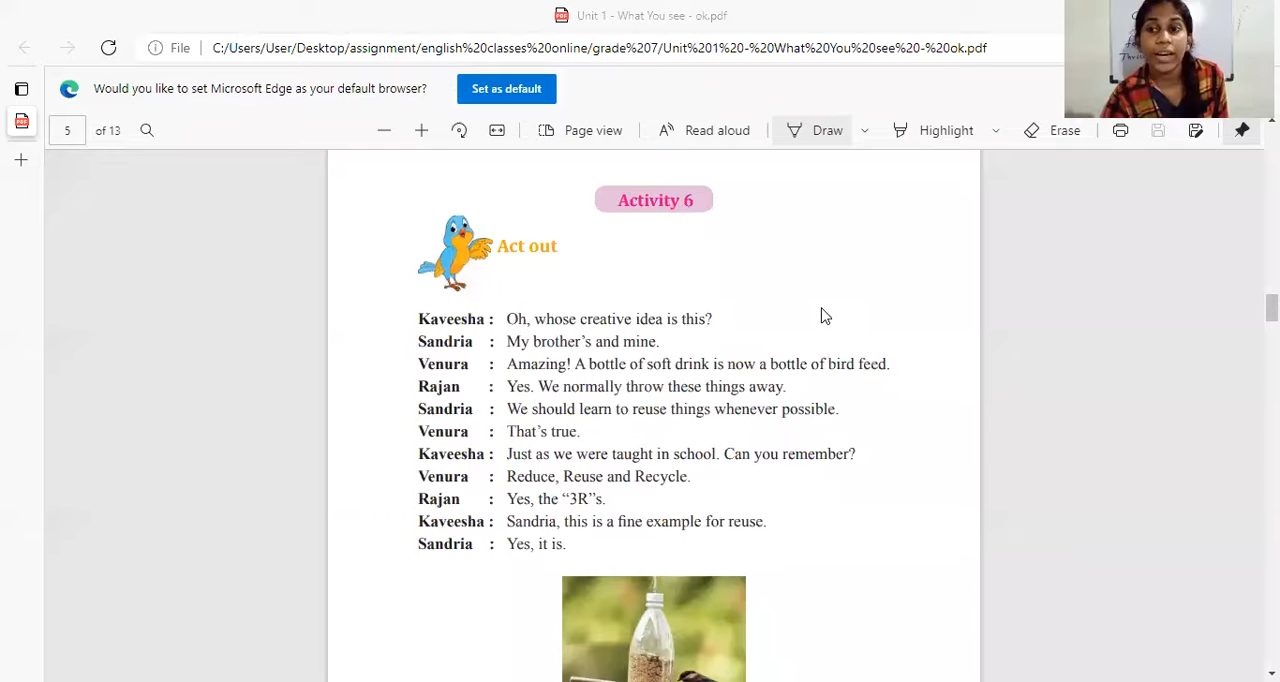 Unit 1 - What You see - ok.pdf
File C:/Users/User/Desktop/assignment/english%20classes%20online/grade%207/Unit%201%20-%20What%20You%20see%20-%20ok.pdf
Would you like to set Microsoft Edge as your default browser? Set as default
5 of 13 Page view Read aloud Draw Highlight Erase
Activity 6
Act out
Kaveesha : Oh, whose creative idea is this?
Sandria : My brother’s and mine.
Venura : Amazing! A bottle of soft drink is now a bottle of bird feed.
Rajan : Yes. We normally throw these things away.
Sandria : We should learn to reuse things whenever possible.
Venura : That’s true.
Kaveesha : Just as we were taught in school. Can you remember?
Venura : Reduce, Reuse and Recycle.
Rajan : Yes, the “3R”s.
Kaveesha : Sandria, this is a fine example for reuse.
Sandria : Yes, it is.